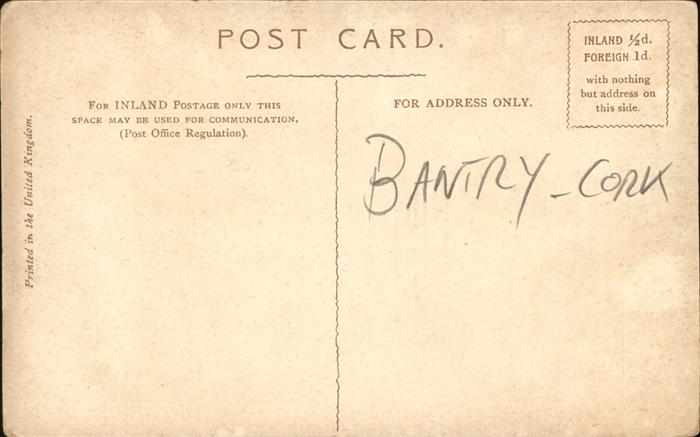 POST CARD.
INLAND ½d.
FOREIGN 1d.
with nothing
but address on
this side.
FOR INLAND POSTAGE ONLY THIS
SPACE MAY BE USED FOR COMMUNICATION.
(Post Office Regulation).
FOR ADDRESS ONLY.
BANTRY - CORK
Printed in the United Kingdom.